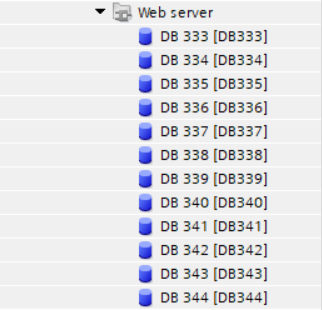 Web server
DB 333 [DB333]
DB 334 [DB334]
DB 335 [DB335]
DB 336 [DB336]
DB 337 [DB337]
DB 338 [DB338]
DB 339 [DB339]
DB 340 [DB340]
DB 341 [DB341]
DB 342 [DB342]
DB 343 [DB343]
DB 344 [DB344]